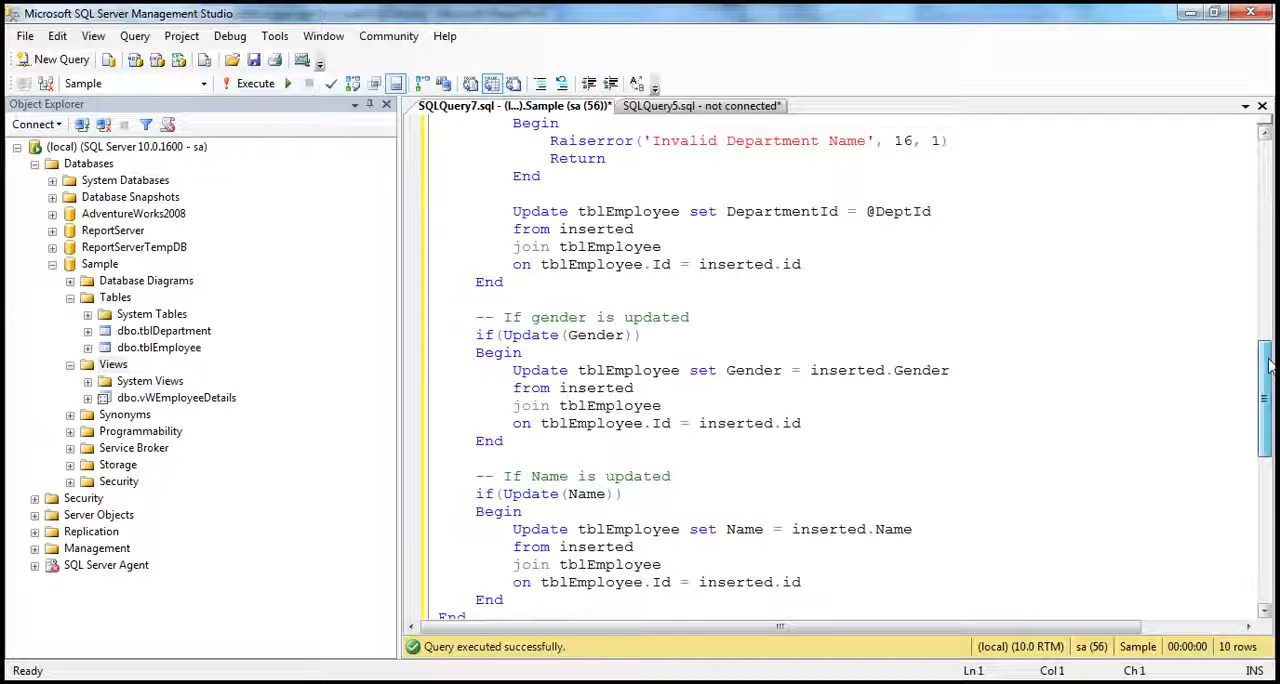 Microsoft SQL Server Management Studio
File Edit View Query Project Debug Tools Window Community Help
New Query
Sample Execute
Object Explorer
Connect
(local) (SQL Server 10.0.1600 - sa)
Databases
System Databases
Database Snapshots
AdventureWorks2008
ReportServer
ReportServerTempDB
Sample
Database Diagrams
Tables
System Tables
dbo.tblDepartment
dbo.tblEmployee
Views
System Views
dbo.vWEmployeeDetails
Synonyms
Programmability
Service Broker
Storage
Security
Security
Server Objects
Replication
Management
SQL Server Agent
SQLQuery7.sql - (l...).Sample (sa (56))* SQLQuery5.sql - not connected*
Begin
Raiserror('Invalid Department Name', 16, 1)
Return
End
Update tblEmployee set DepartmentId = @DeptId
from inserted
join tblEmployee
on tblEmployee.Id = inserted.id
End
-- If gender is updated
if(Update(Gender))
Begin
Update tblEmployee set Gender = inserted.Gender
from inserted
join tblEmployee
on tblEmployee.Id = inserted.id
End
-- If Name is updated
if(Update(Name))
Begin
Update tblEmployee set Name = inserted.Name
from inserted
join tblEmployee
on tblEmployee.Id = inserted.id
End
End
Query executed successfully. (local) (10.0 RTM) sa (56) Sample 00:00:00 10 rows
Ready Ln 1 Col 1 Ch 1 INS